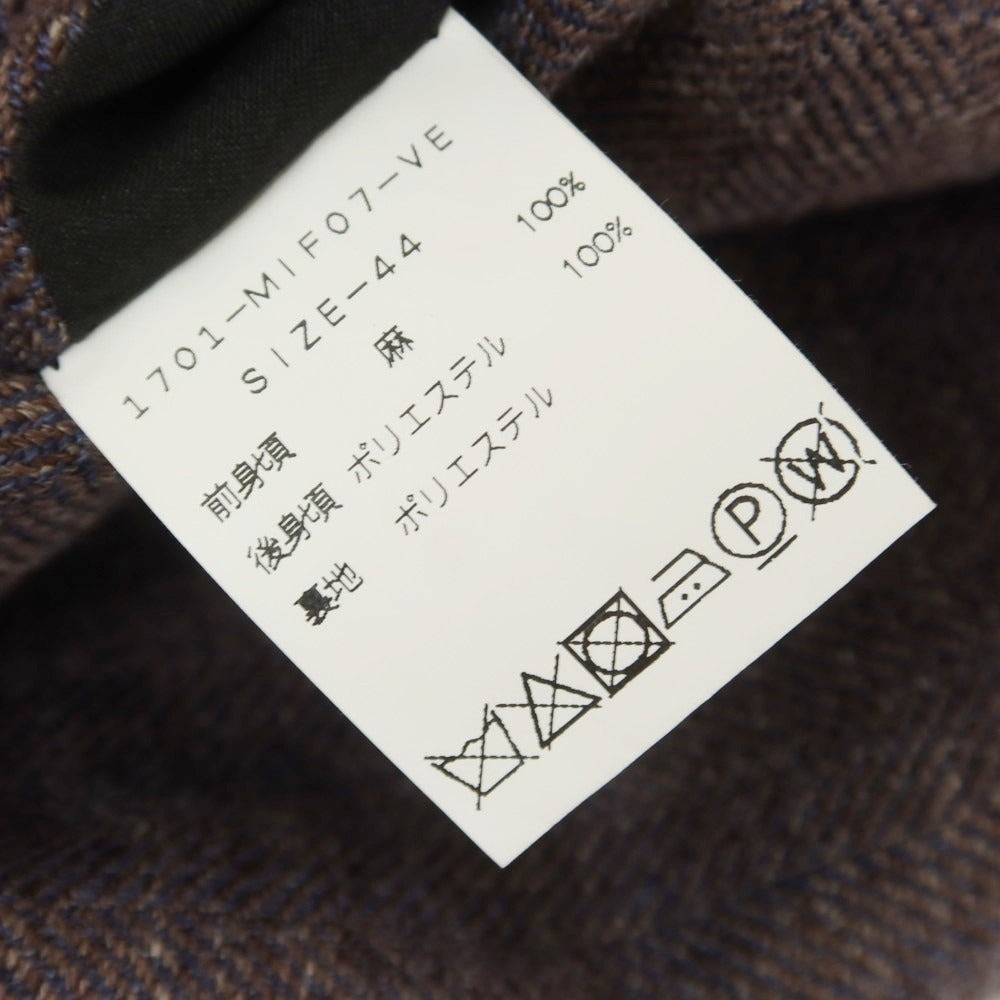 1701−MIF07−VE
SIZE−44
前身頃 麻 100%
後身頃 ポリエステル 100%
裏地 ポリエステル
P W